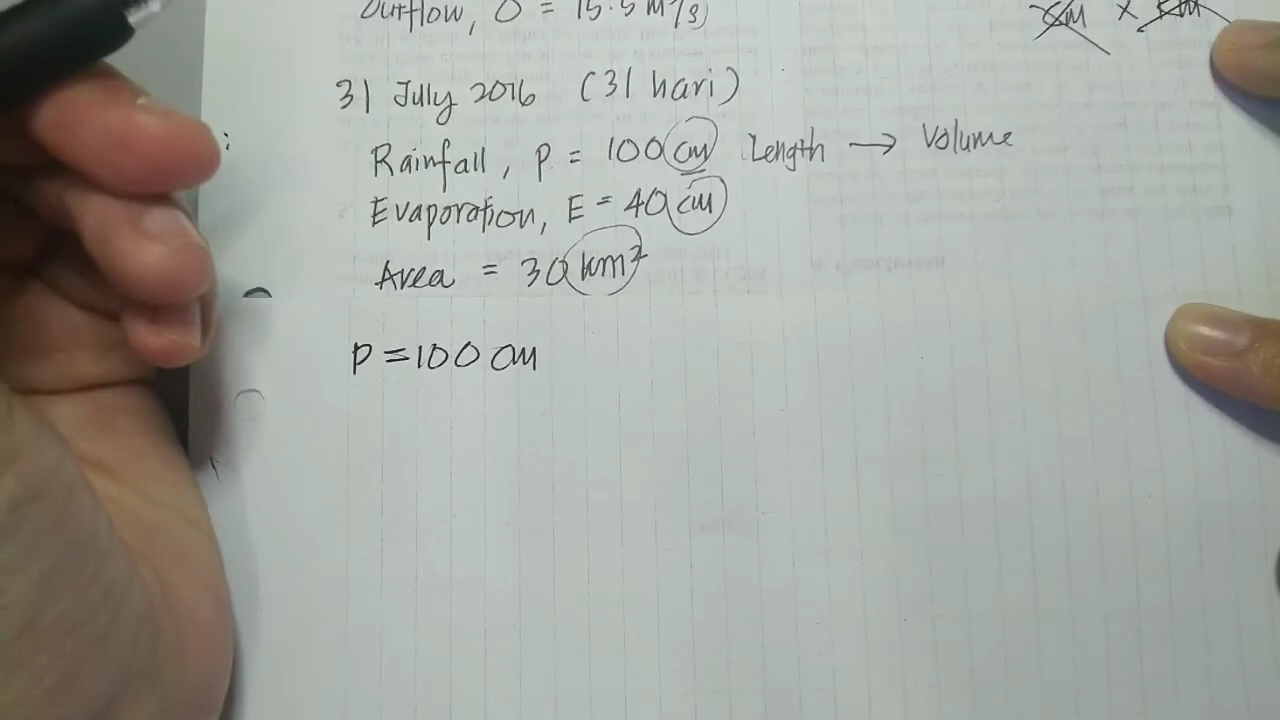 Outflow, O = 15.5 m³/s
31 July 2016 (31 hari)
Rainfall, P = 100 cm Length → Volume
Evaporation, E = 40 cm
Area = 30 km²
P = 100 cm